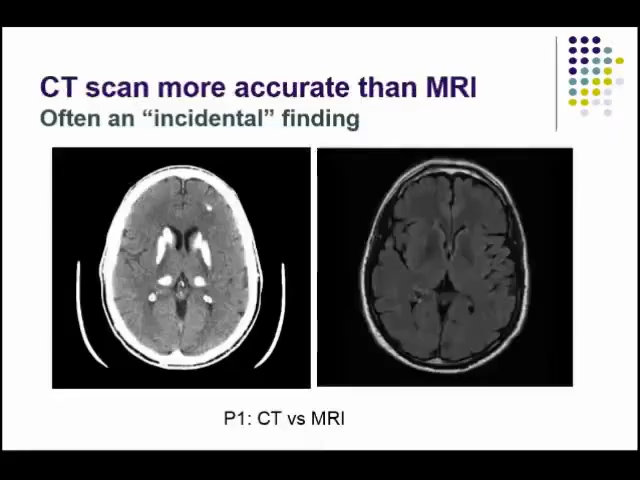 CT scan more accurate than MRI
Often an “incidental” finding
P1: CT vs MRI